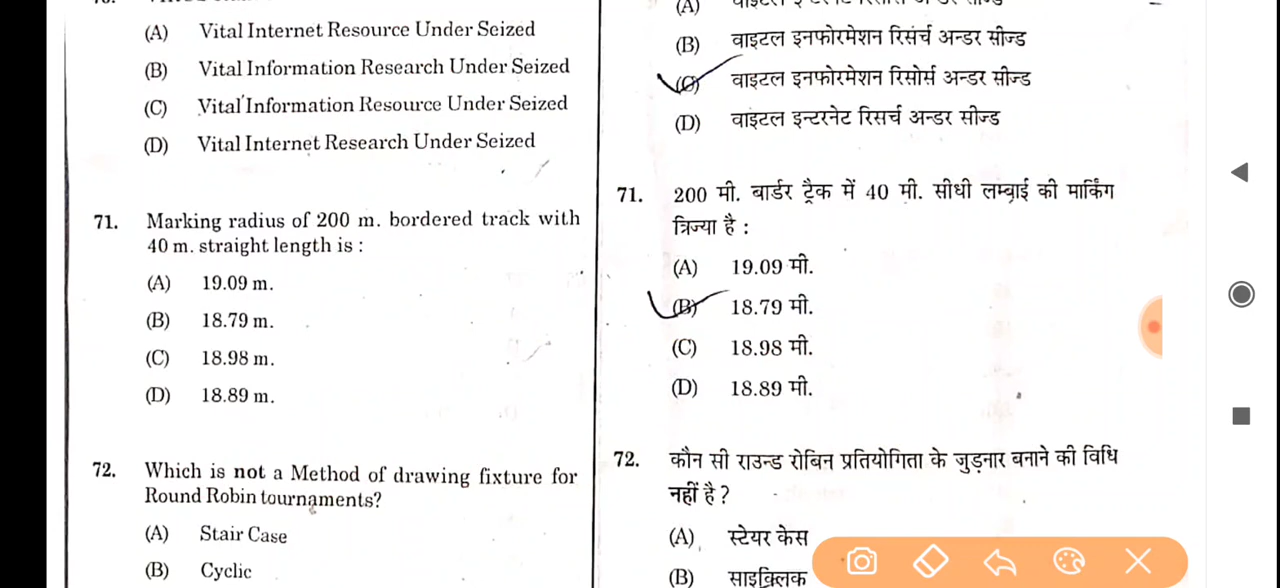 (A) Vital Internet Resource Under Seized
(B) Vital Information Research Under Seized
(C) Vital Information Resource Under Seized
(D) Vital Internet Research Under Seized
71. Marking radius of 200 m. bordered track with
40 m. straight length is :
(A) 19.09 m.
(B) 18.79 m.
(C) 18.98 m.
(D) 18.89 m.
72. Which is not a Method of drawing fixture for
Round Robin tournaments?
(A) Stair Case
(B) Cyclic
(A)
(B) वाइटल इनफोरमेशन रिसंर्च अन्डर सीज्ड
(C) वाइटल इनफोरमेशन रिसोर्स अन्डर सीज्ड
(D) वाइटल इन्टरनेट रिसर्च अन्डर सीज्ड
71. 200 मी. बार्डर ट्रैक में 40 मी. सीधी लम्बाई की मार्किंग
त्रिज्या है :
(A) 19.09 मी.
(B) 18.79 मी.
(C) 18.98 मी.
(D) 18.89 मी.
72. कौन सी राउन्ड रोबिन प्रतियोगिता के जुड़नार बनाने की विधि
नहीं है ?
(A) स्टेयर केस
(B) साइक्लिक